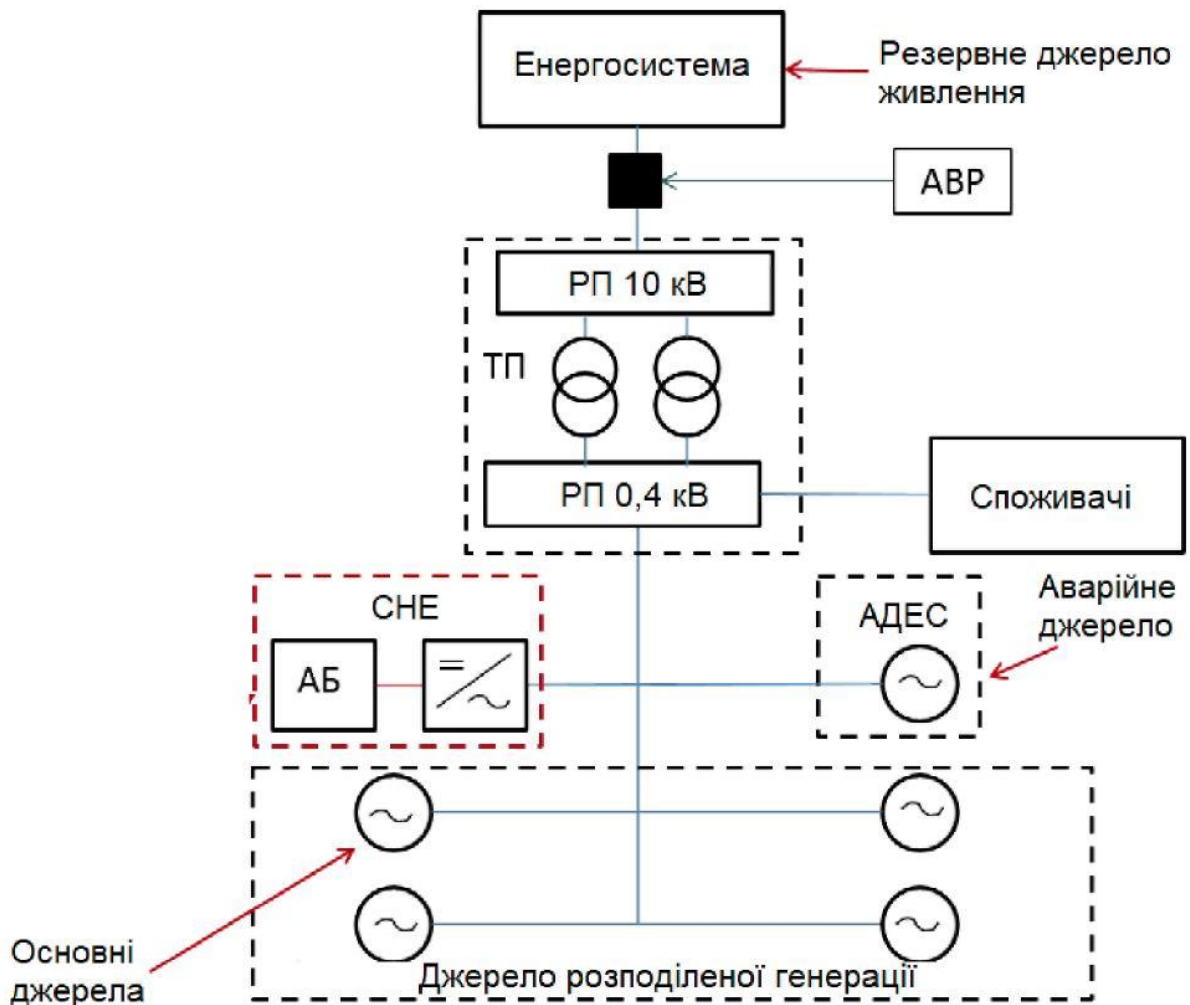 Енергосистема
Резервне джерело
живлення
АВР
РП 10 кВ
ТП
РП 0,4 кВ
Споживачі
СНЕ
АБ
АДЕС
Аварійне
джерело
Основні
джерела
Джерело розподіленої генерації